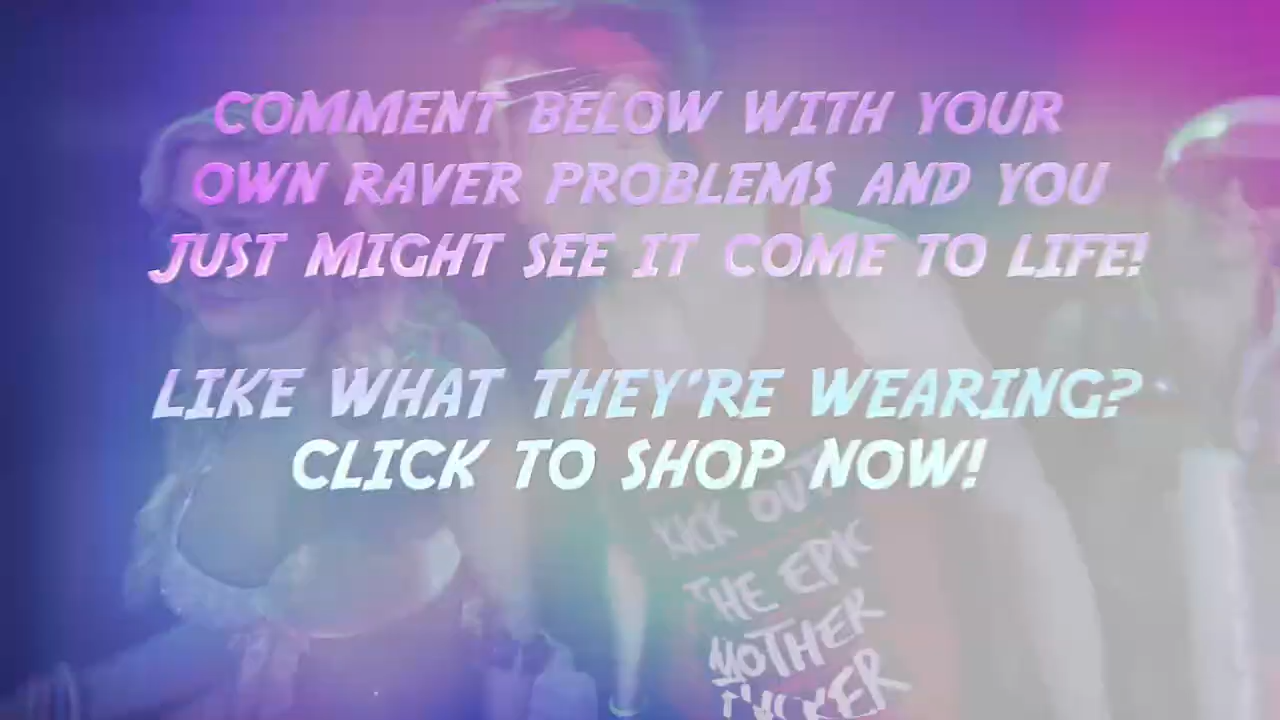 COMMENT BELOW WITH YOUR
OWN RAVER PROBLEMS AND YOU
JUST MIGHT SEE IT COME TO LIFE!
LIKE WHAT THEY'RE WEARING?
CLICK TO SHOP NOW!
KICK OUT
THE EPIC
MOTHER